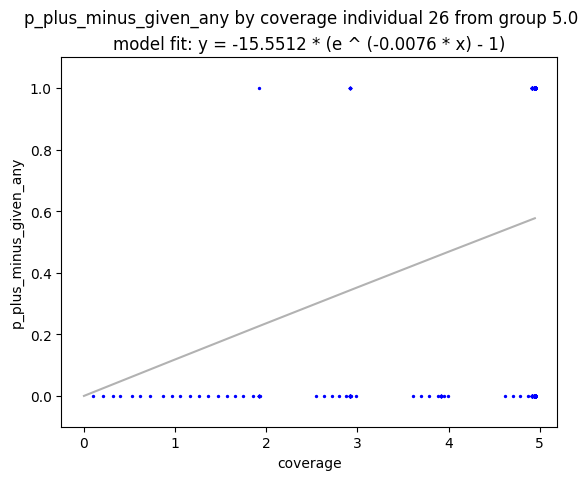 p_plus_minus_given_any by coverage individual 26 from group 5.0
model fit: y = -15.5512 * (e ^ (-0.0076 * x) - 1)
1.0
0.8
0.6
0.4
0.2
0.0
p_plus_minus_given_any
0 1 2 3 4 5
coverage